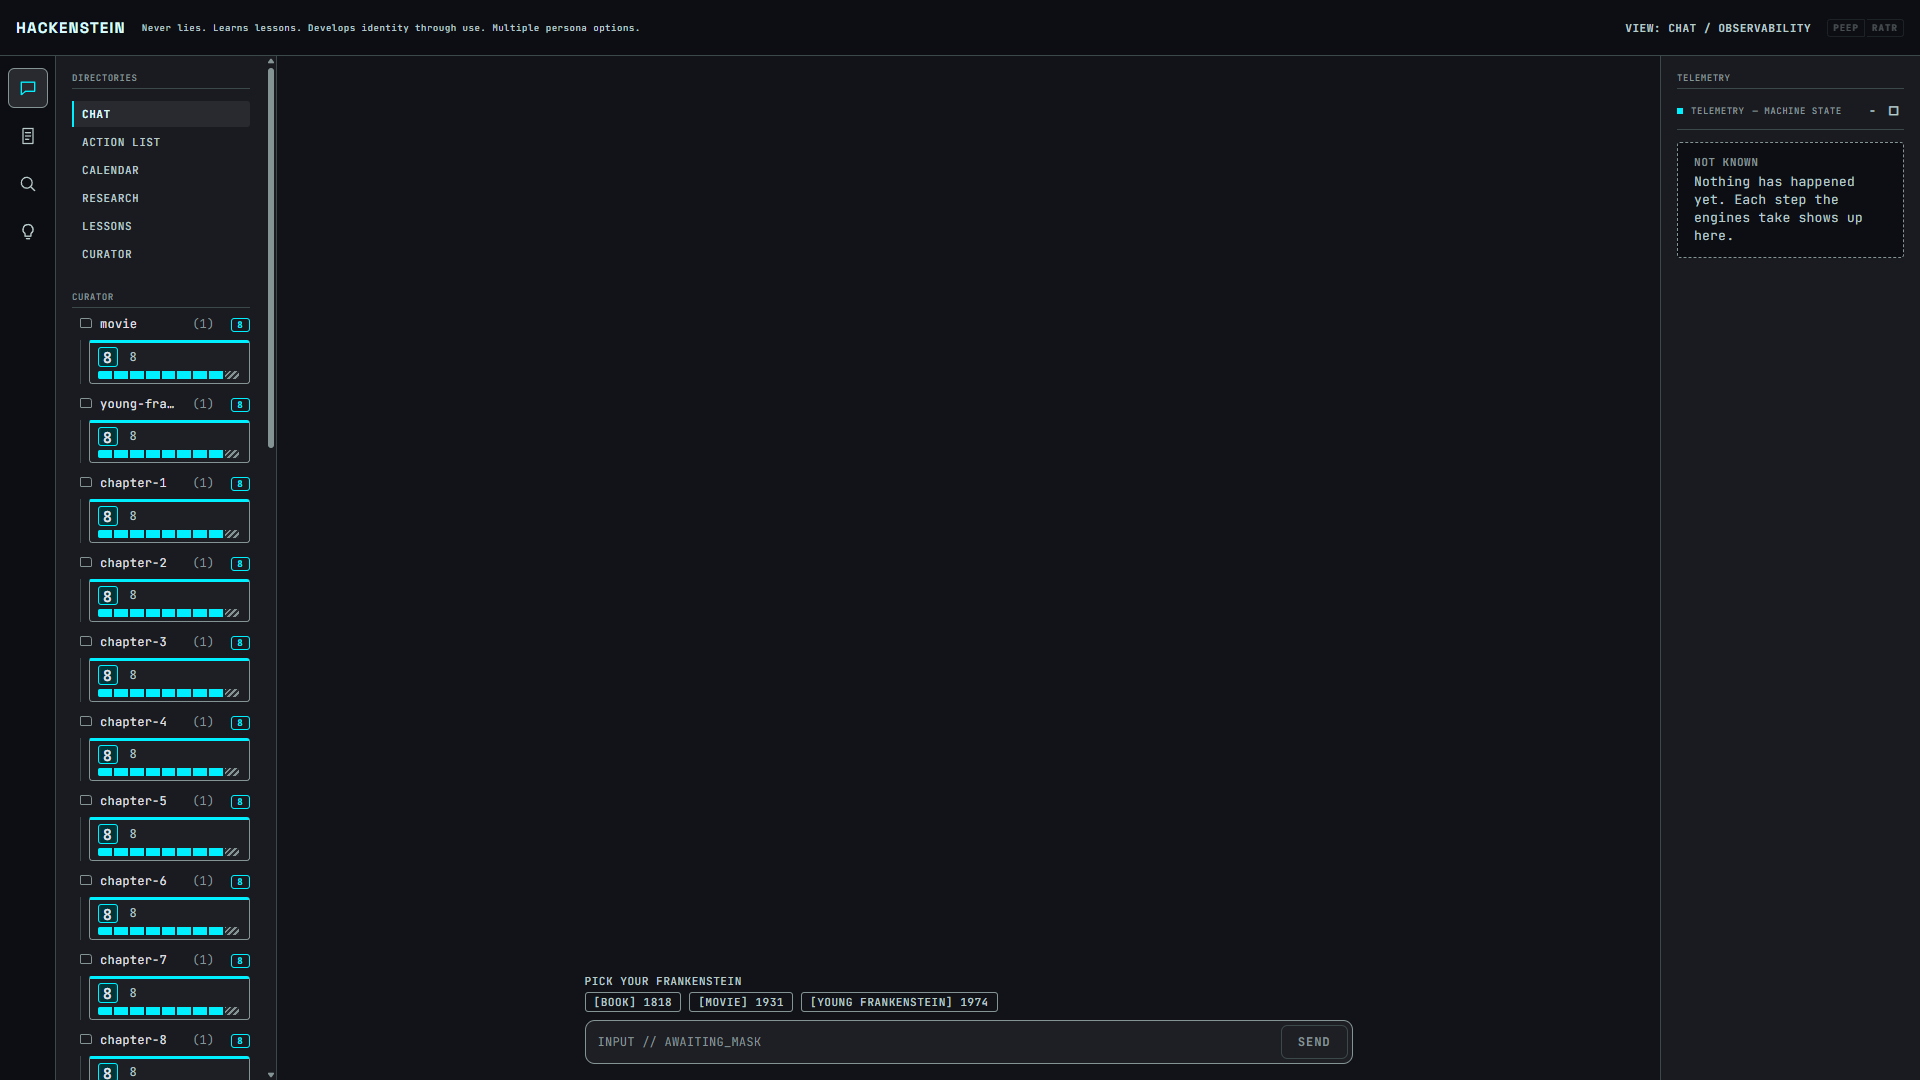 HACKENSTEIN
Never lies. Learns lessons. Develops identity through use. Multiple persona options.
VIEW: CHAT / OBSERVABILITY
PEEP RATR
DIRECTORIES
CHAT
ACTION LIST
CALENDAR
RESEARCH
LESSONS
CURATOR
CURATOR
movie (1) 8
8 8
young-fra… (1) 8
8 8
chapter-1 (1) 8
8 8
chapter-2 (1) 8
8 8
chapter-3 (1) 8
8 8
chapter-4 (1) 8
8 8
chapter-5 (1) 8
8 8
chapter-6 (1) 8
8 8
chapter-7 (1) 8
8 8
chapter-8 (1) 8
8 8
PICK YOUR FRANKENSTEIN
[BOOK] 1818 [MOVIE] 1931 [YOUNG FRANKENSTEIN] 1974
INPUT // AWAITING_MASK
SEND
TELEMETRY
TELEMETRY — MACHINE STATE
NOT KNOWN
Nothing has happened
yet. Each step the
engines take shows up
here.